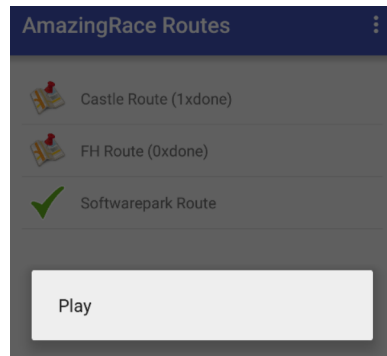 AmazingRace Routes
Castle Route (1xdone)
FH Route (0xdone)
Softwarepark Route
Play